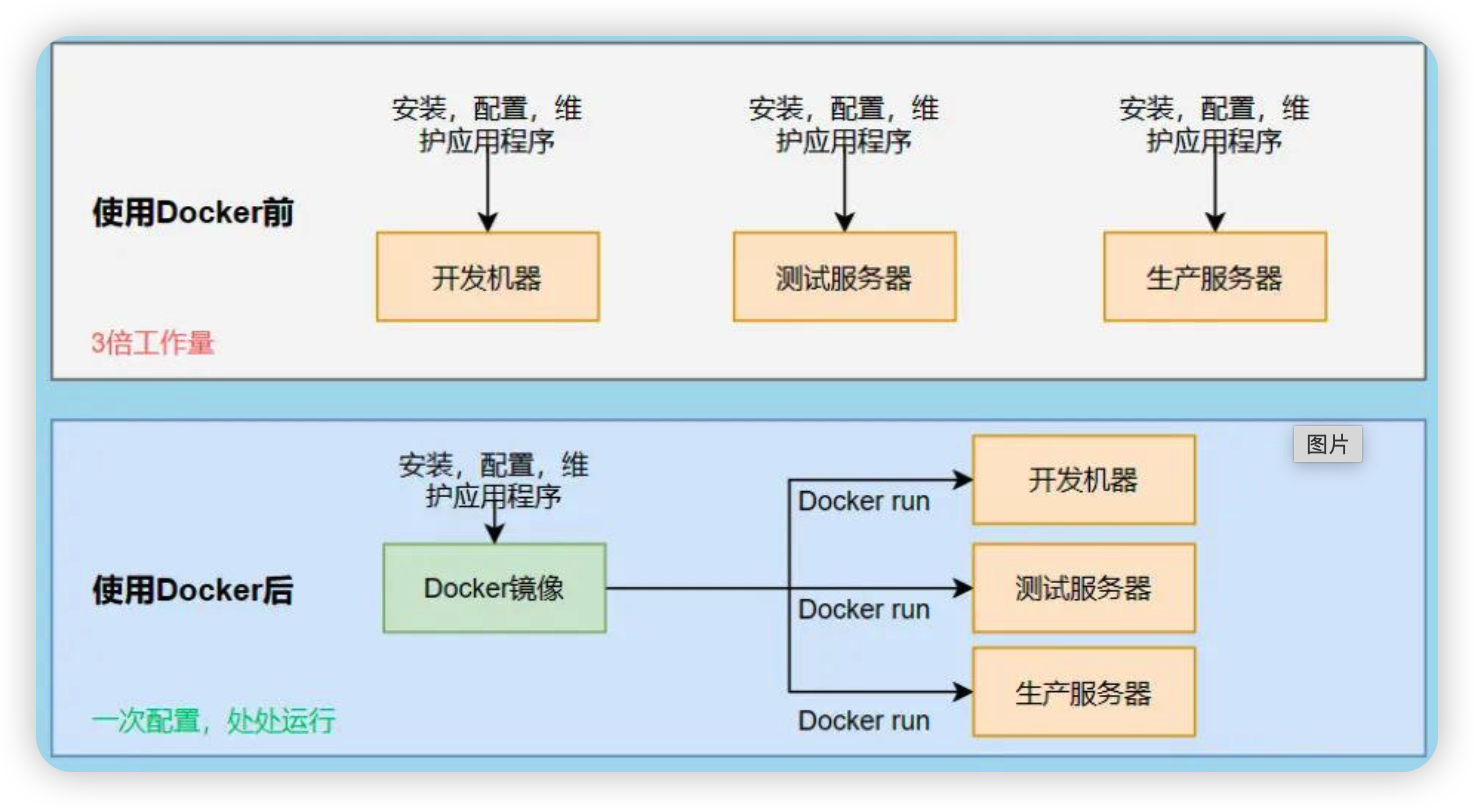 安装，配置，维
护应用程序
安装，配置，维
护应用程序
安装，配置，维
护应用程序
使用Docker前
开发机器
测试服务器
生产服务器
3倍工作量
图片
安装，配置，维
护应用程序
Docker run
开发机器
使用Docker后
Docker镜像
Docker run
测试服务器
Docker run
生产服务器
一次配置，处处运行